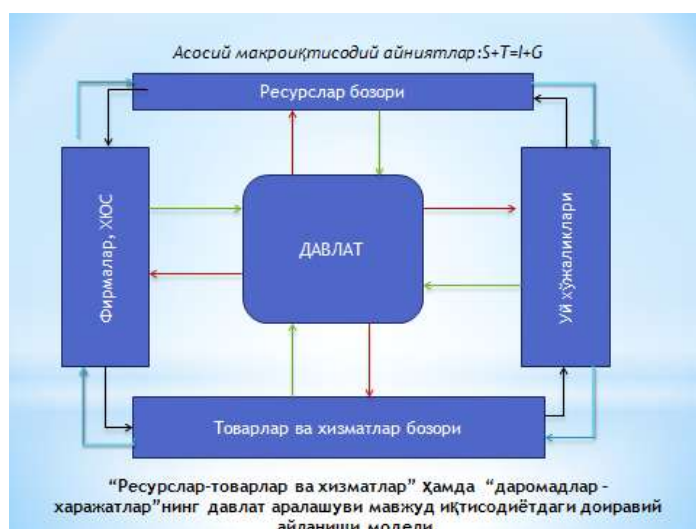 Асосий макроиқтисодий айниятлар:S+T=I+G
Ресурслар бозори
Фирмалар, ХЮС
ДАВЛАТ
Уй хўжаликлари
Товарлар ва хизматлар бозори
“Ресурслар-товарлар ва хизматлар” ҳамда “даромадлар –
харажатлар”нинг давлат аралашуви мавжуд иқтисодиётдаги доиравий
айланиши модели